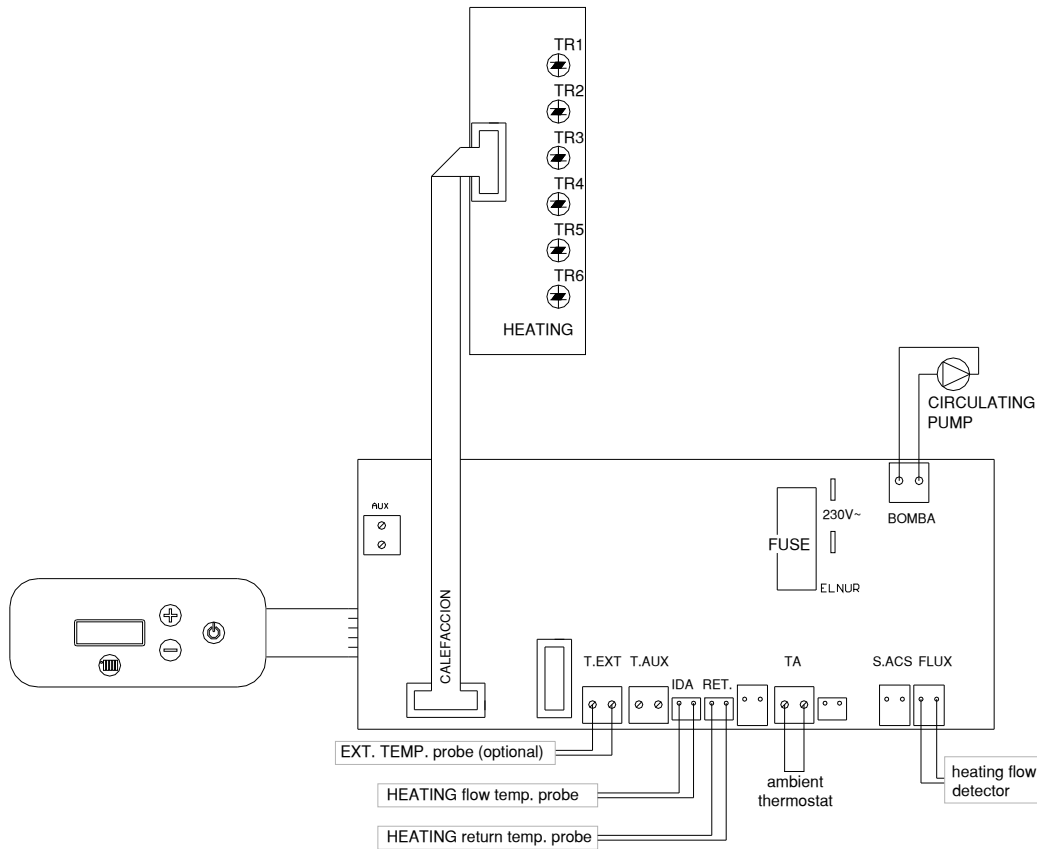 TR1
TR2
TR3
TR4
TR5
TR6
HEATING
CIRCULATING
PUMP
AUX
230V~
BOMBA
FUSE
ELNUR
CALEFACCION
T.EXT T.AUX
TA
S.ACS FLUX
IDA RET.
EXT. TEMP. probe (optional)
HEATING flow temp. probe
HEATING return temp. probe
ambient
thermostat
heating flow
detector